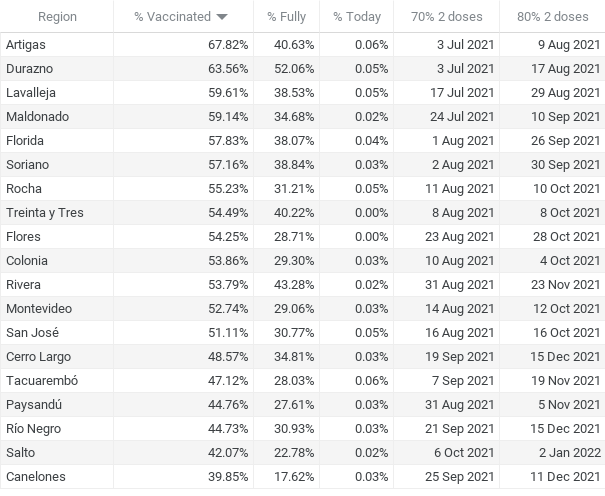 Region % Vaccinated % Fully % Today 70% 2 doses 80% 2 doses
Artigas 67.82% 40.63% 0.06% 3 Jul 2021 9 Aug 2021
Durazno 63.56% 52.06% 0.05% 3 Jul 2021 17 Aug 2021
Lavalleja 59.61% 38.53% 0.05% 17 Jul 2021 29 Aug 2021
Maldonado 59.14% 34.68% 0.02% 24 Jul 2021 10 Sep 2021
Florida 57.83% 38.07% 0.04% 1 Aug 2021 26 Sep 2021
Soriano 57.16% 38.84% 0.03% 2 Aug 2021 30 Sep 2021
Rocha 55.23% 31.21% 0.05% 11 Aug 2021 10 Oct 2021
Treinta y Tres 54.49% 40.22% 0.00% 8 Aug 2021 8 Oct 2021
Flores 54.25% 28.71% 0.00% 23 Aug 2021 28 Oct 2021
Colonia 53.86% 29.30% 0.03% 10 Aug 2021 4 Oct 2021
Rivera 53.79% 43.28% 0.02% 31 Aug 2021 23 Nov 2021
Montevideo 52.74% 29.06% 0.03% 14 Aug 2021 12 Oct 2021
San José 51.11% 30.77% 0.05% 16 Aug 2021 16 Oct 2021
Cerro Largo 48.57% 34.81% 0.03% 19 Sep 2021 15 Dec 2021
Tacuarembó 47.12% 28.03% 0.06% 7 Sep 2021 19 Nov 2021
Paysandú 44.76% 27.61% 0.03% 31 Aug 2021 5 Nov 2021
Río Negro 44.73% 30.93% 0.03% 21 Sep 2021 15 Dec 2021
Salto 42.07% 22.78% 0.02% 6 Oct 2021 2 Jan 2022
Canelones 39.85% 17.62% 0.03% 25 Sep 2021 11 Dec 2021